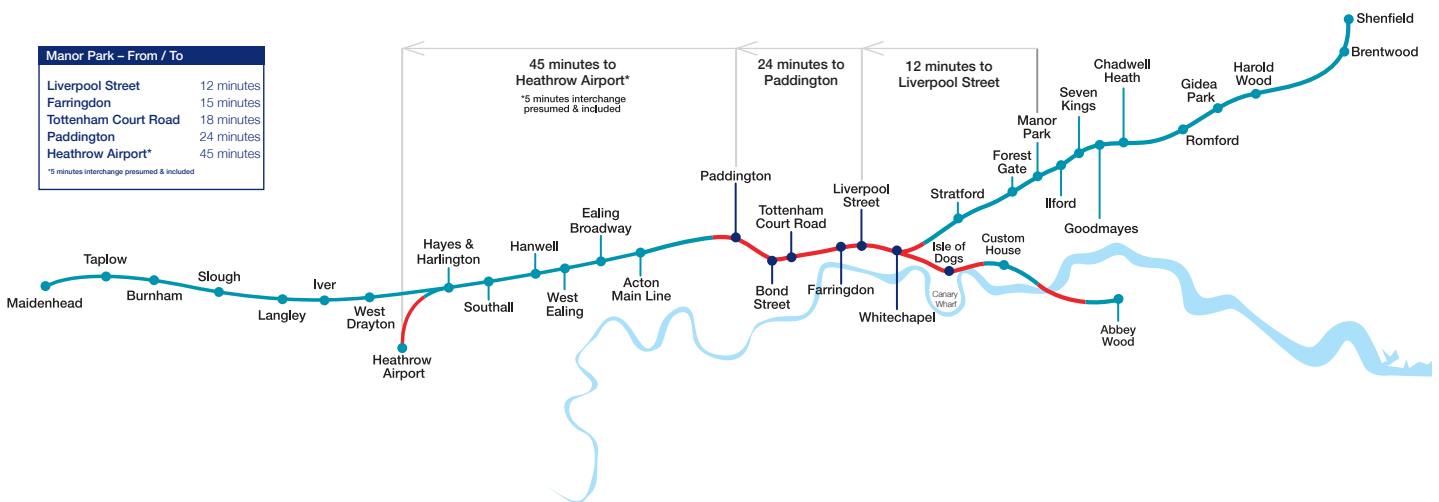 Manor Park – From / To
Liverpool Street 12 minutes
Farringdon 15 minutes
Tottenham Court Road 18 minutes
Paddington 24 minutes
Heathrow Airport* 45 minutes
*5 minutes interchange presumed & included
45 minutes to
Heathrow Airport*
*5 minutes interchange
presumed & included
24 minutes to
Paddington
12 minutes to
Liverpool Street
Maidenhead
Taplow
Burnham
Slough
Langley
Iver
West
Drayton
Heathrow
Airport
Hayes &
Harlington
Southall
Hanwell
West
Ealing
Ealing
Broadway
Acton
Main Line
Paddington
Bond
Street
Tottenham
Court Road
Farringdon
Liverpool
Street
Whitechapel
Isle of
Dogs
Canary
Wharf
Custom
House
Abbey
Wood
Stratford
Forest
Gate
Manor
Park
Ilford
Seven
Kings
Goodmayes
Chadwell
Heath
Romford
Gidea
Park
Harold
Wood
Brentwood
Shenfield